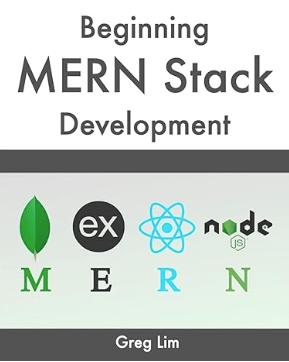 Beginning
MERN Stack
Development
ex
node
JS
M E R N
Greg Lim